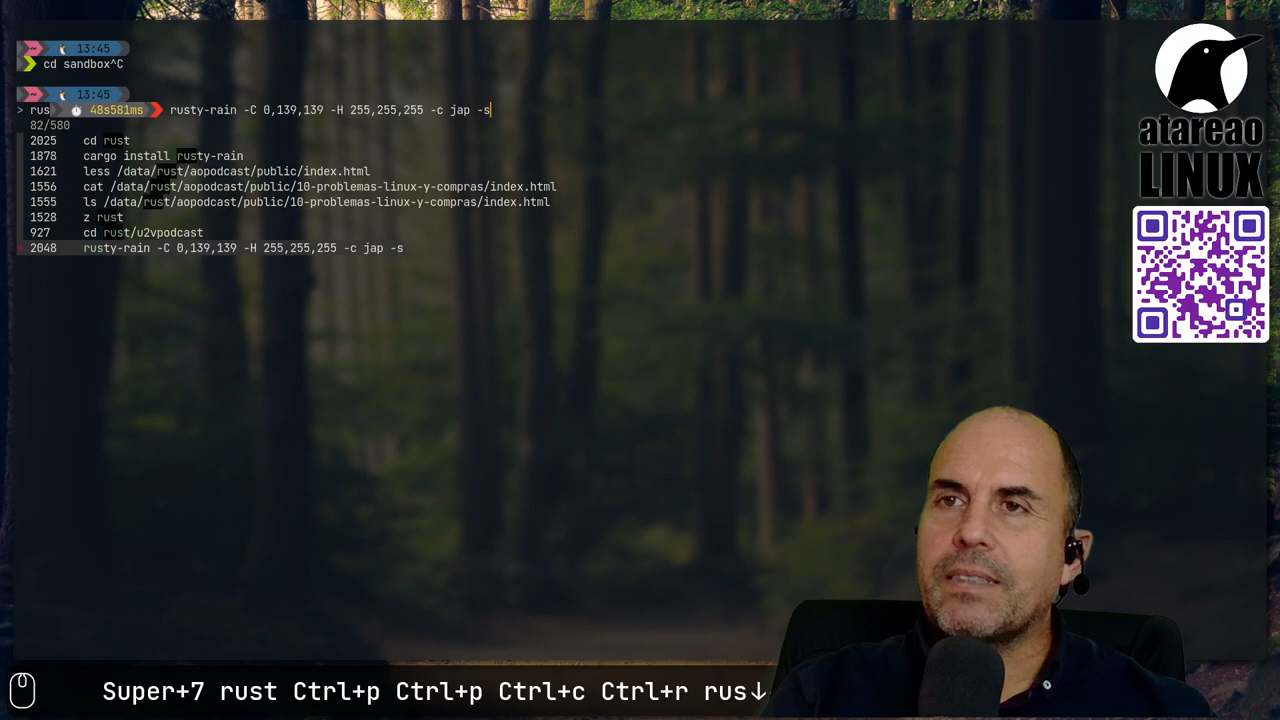 ~ 13:45
cd sandbox^C
~ 13:45
> rus 48s581ms rusty-rain -C 0,139,139 -H 255,255,255 -c jap -s
82/580
2025 cd rust
1878 cargo install rusty-rain
1621 less /data/rust/aopodcast/public/index.html
1556 cat /data/rust/aopodcast/public/10-problemas-linux-y-compras/index.html
1555 ls /data/rust/aopodcast/public/10-problemas-linux-y-compras/index.html
1528 z rust
927 cd rust/u2vpodcast
2048 rusty-rain -C 0,139,139 -H 255,255,255 -c jap -s
atareao
LINUX
Super+7 rust Ctrl+p Ctrl+p Ctrl+c Ctrl+r rus↓